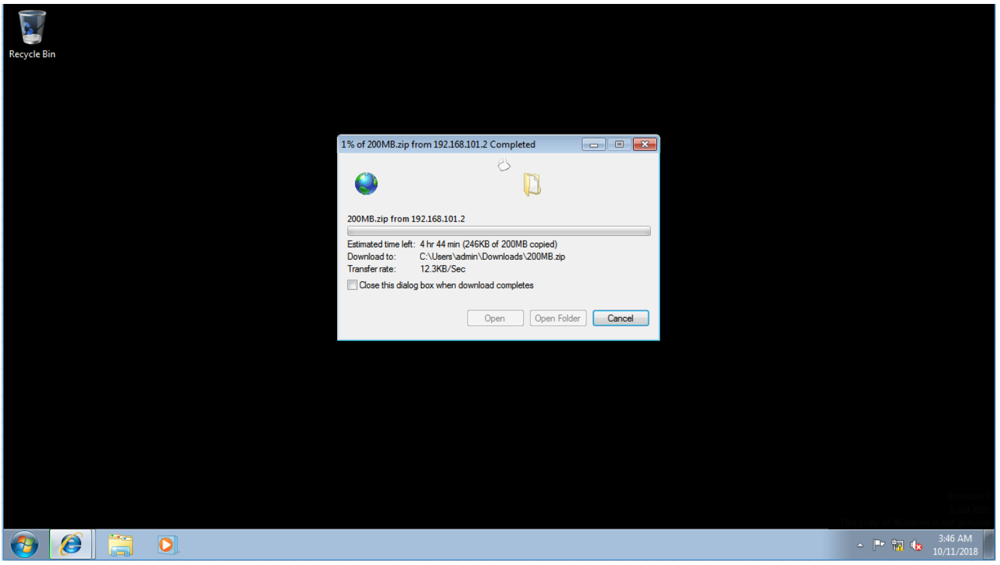 Recycle Bin
1% of 200MB.zip from 192.168.101.2 Completed
200MB.zip from 192.168.101.2
Estimated time left: 4 hr 44 min (246KB of 200MB copied)
Download to: C:\Users\admin\Downloads\200MB.zip
Transfer rate: 12.3KB/Sec
Close this dialog box when download completes
Open Open Folder Cancel
Windows 7
Build 7601
This copy of Windows is not genuine
3:46 AM
10/11/2018